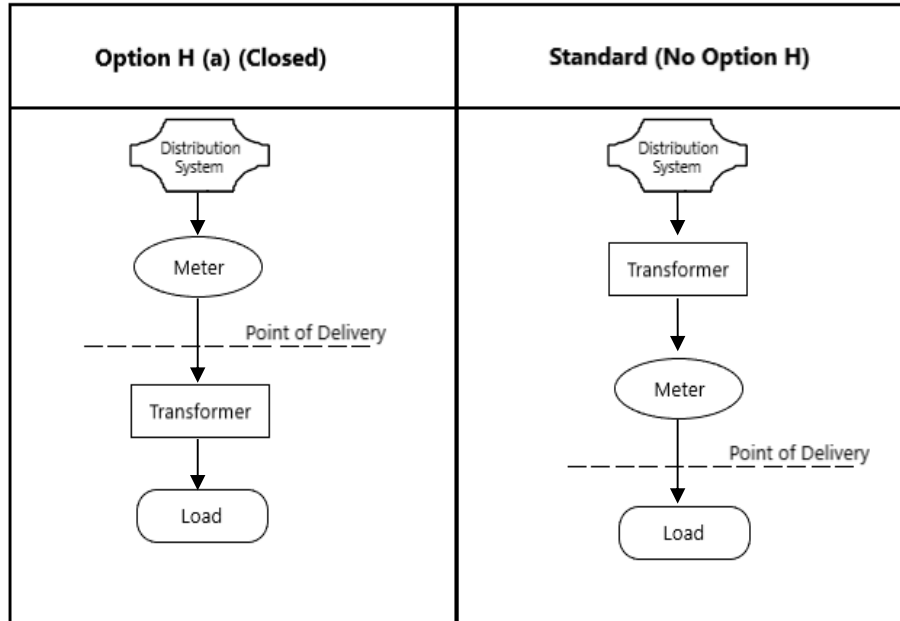 Option H (a) (Closed)
Standard (No Option H)
Distribution
System
Meter
Point of Delivery
Transformer
Load
Distribution
System
Transformer
Meter
Point of Delivery
Load